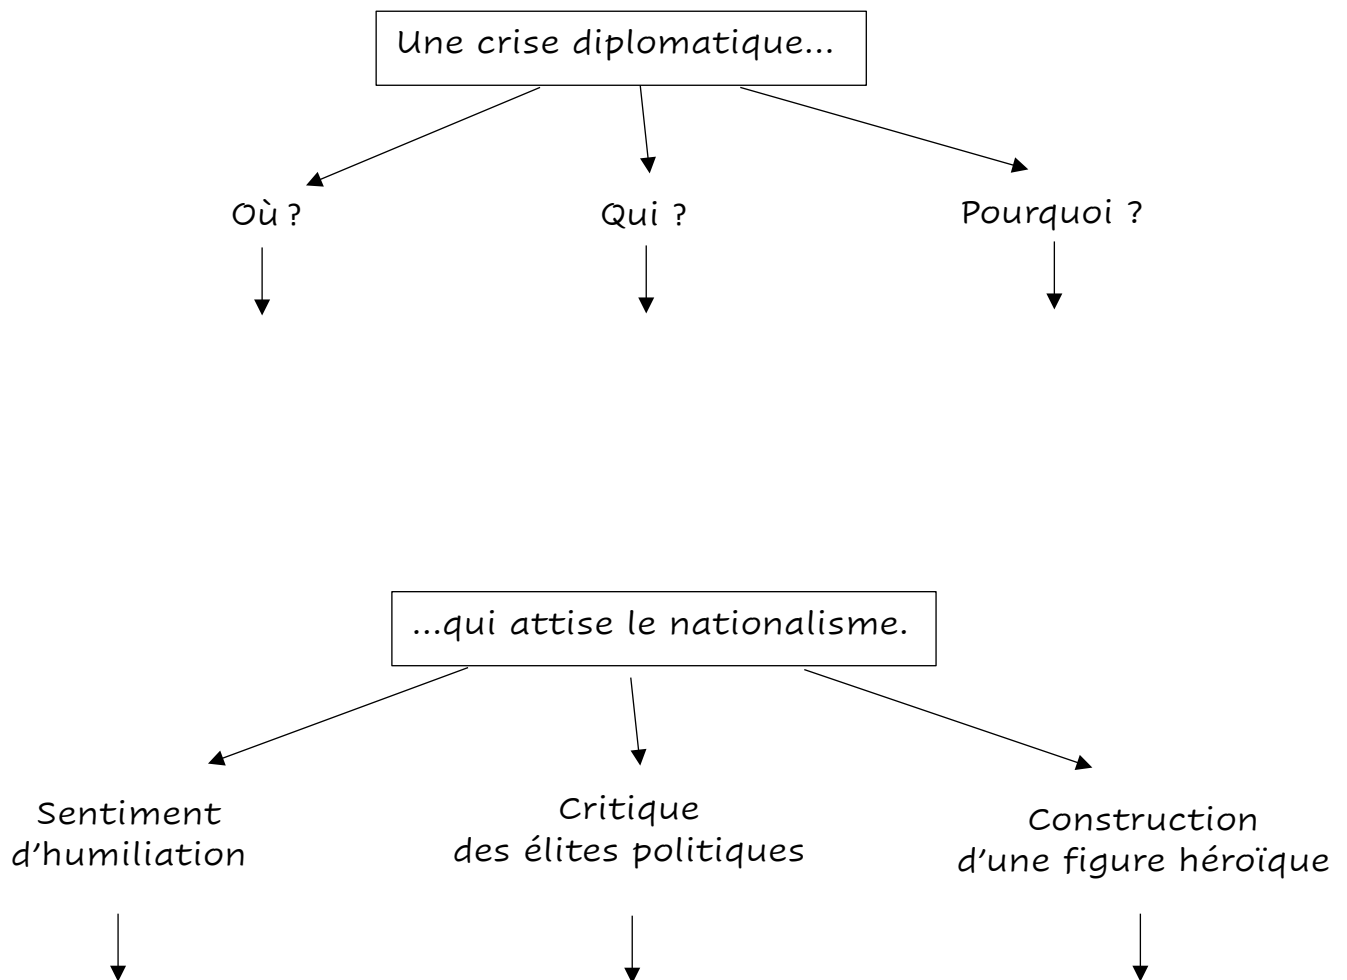 Une crise diplomatique...
Où ?
Qui ?
Pourquoi ?
...qui attise le nationalisme.
Sentiment
d'humiliation
Critique
des élites politiques
Construction
d'une figure héroïque